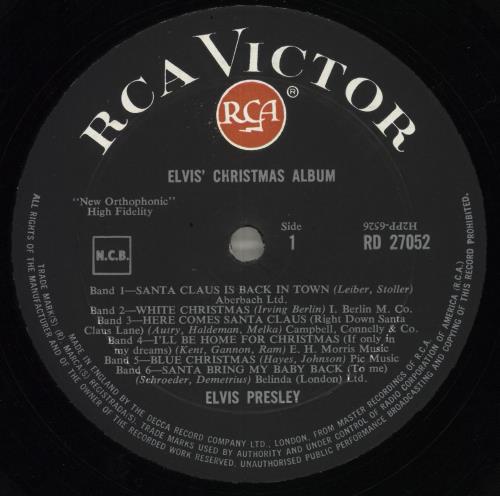 RCA VICTOR
RCA
®
ELVIS' CHRISTMAS ALBUM
"New Orthophonic"
High Fidelity
N.C.B.
Side
1
H2PP-6526
RD 27052
Band 1—SANTA CLAUS IS BACK IN TOWN (Leiber, Stoller)
Aberbach Ltd.
Band 2—WHITE CHRISTMAS (Irving Berlin) I. Berlin M. Co.
Band 3—HERE COMES SANTA CLAUS (Right Down Santa
Claus Lane) (Autry, Haldeman, Melka) Campbell, Connelly & Co.
Band 4—I'LL BE HOME FOR CHRISTMAS (If only in
my dreams) (Kent, Gannon, Ram) E. H. Morris Music
Band 5—BLUE CHRISTMAS (Hayes, Johnson) Pic Music
Band 6—SANTA BRING MY BABY BACK (To me)
(Schroeder, Demetrius) Belinda (London) Ltd.
ELVIS PRESLEY
TRADE MARK(S) (R) MARCA(S) REGISTRADA(S). TRADE MARKS USED BY AUTHORITY AND UNDER CONTROL OF RADIO CORPORATION OF AMERICA (R.C.A.)
MADE IN ENGLAND BY THE DECCA RECORD COMPANY LTD., LONDON, FROM MASTER RECORDINGS OF R.C.A.
ALL RIGHTS OF THE MANUFACTURER AND OF THE OWNER OF THE RECORDED WORK RESERVED. UNAUTHORISED PUBLIC PERFORMANCE BROADCASTING AND COPYING OF THIS RECORD PROHIBITED.